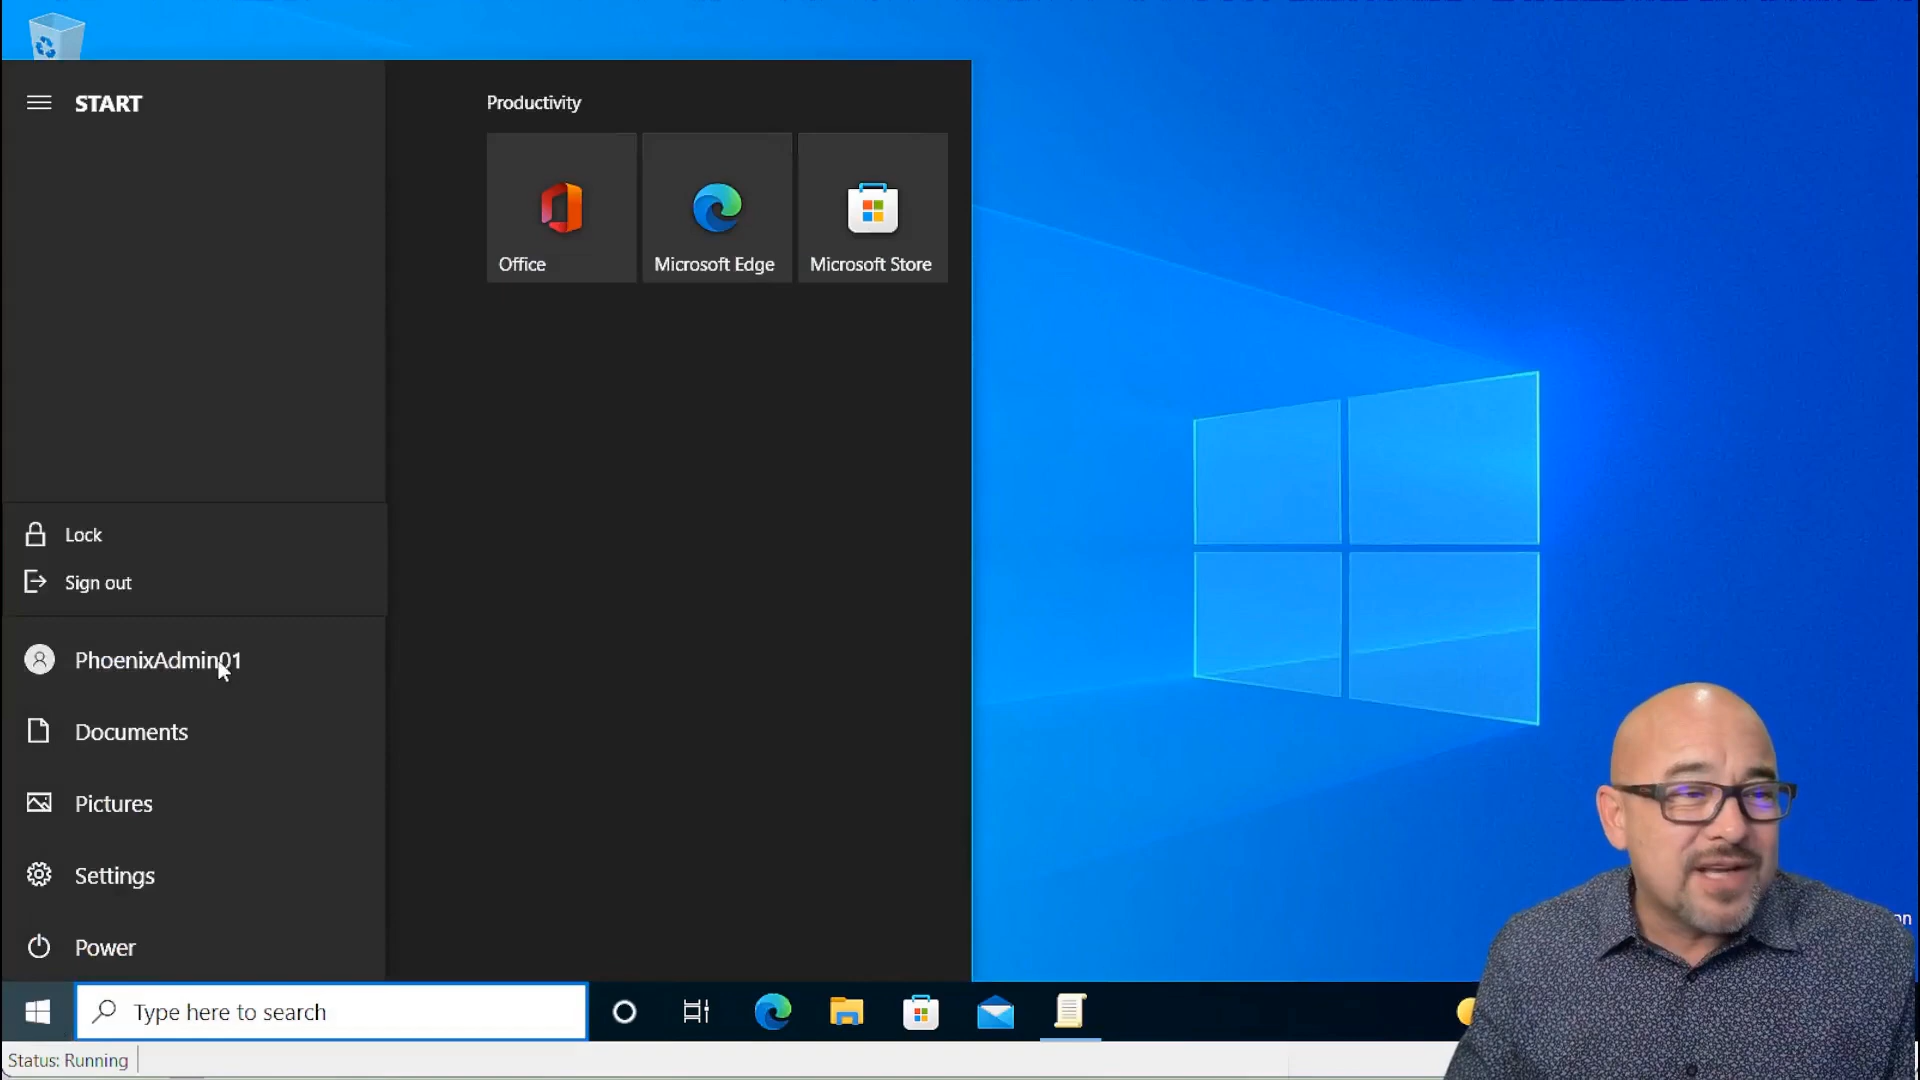 START
Productivity
Office
Microsoft Edge
Microsoft Store
Lock
Sign out
PhoenixAdmin01
Documents
Pictures
Settings
Power
Type here to search
Status: Running